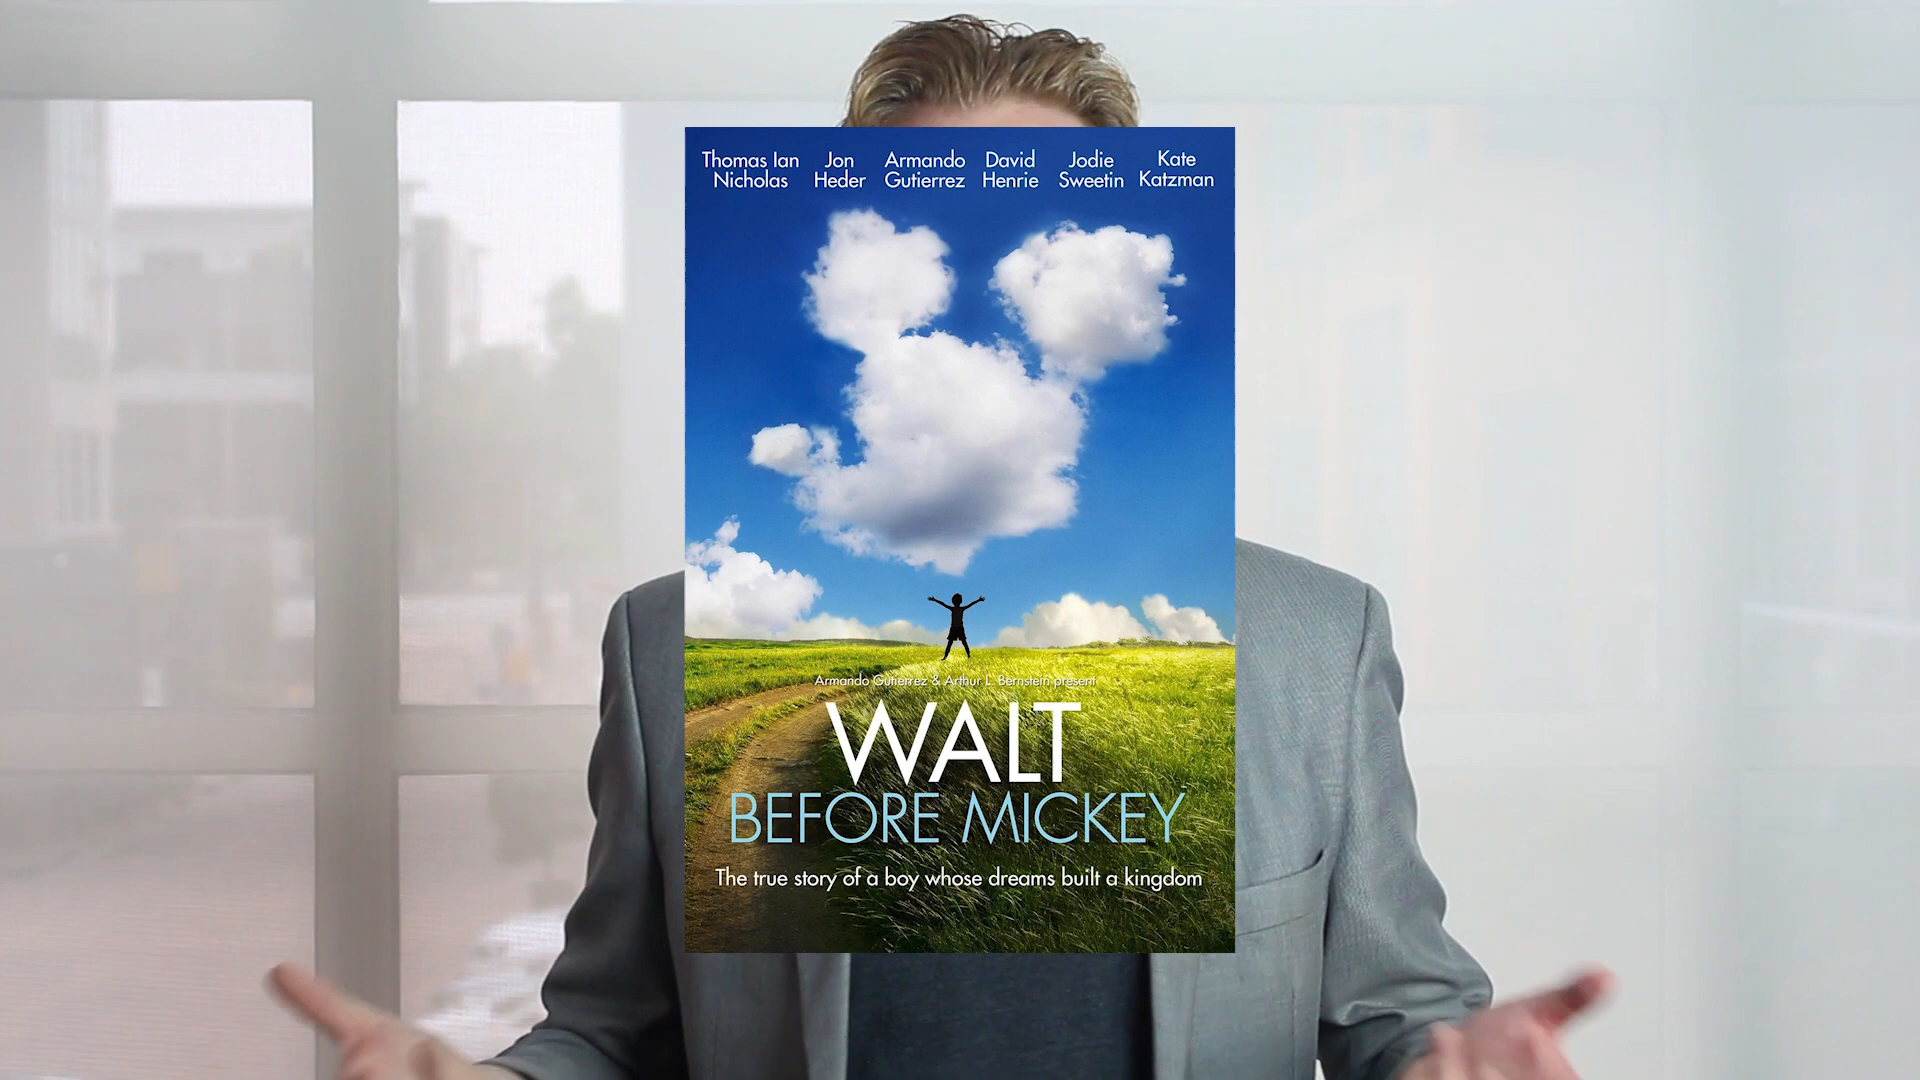 Thomas Ian Nicholas
Jon Heder
Armando Gutierrez
David Henrie
Jodie Sweetin
Kate Katzman
Armando Gutierrez & Arthur L. Bernstein present
WALT
BEFORE MICKEY
The true story of a boy whose dreams built a kingdom